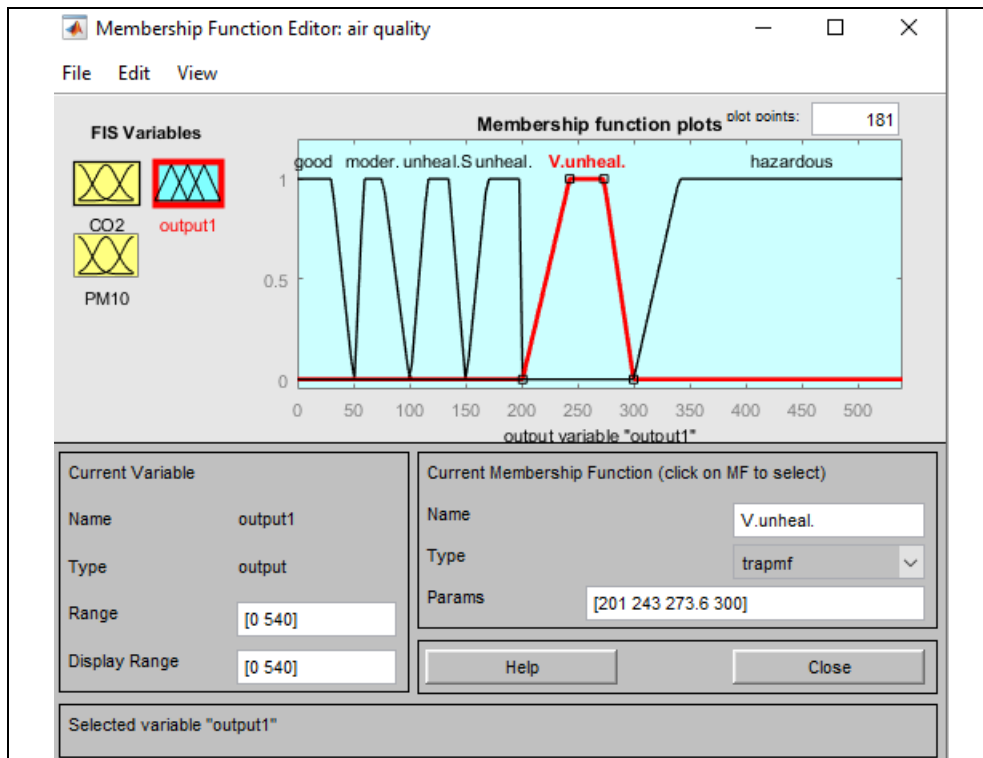 Membership Function Editor: air quality
File Edit View
FIS Variables
CO2
output1
PM10
Membership function plots
plot points:
181
good moder. unheal.S unheal. V.unheal. hazardous
1
0.5
0
0 50 100 150 200 250 300 350 400 450 500
output variable "output1"
Current Variable
Name output1
Type output
Range [0 540]
Display Range [0 540]
Current Membership Function (click on MF to select)
Name V.unheal.
Type trapmf
Params [201 243 273.6 300]
Help Close
Selected variable "output1"